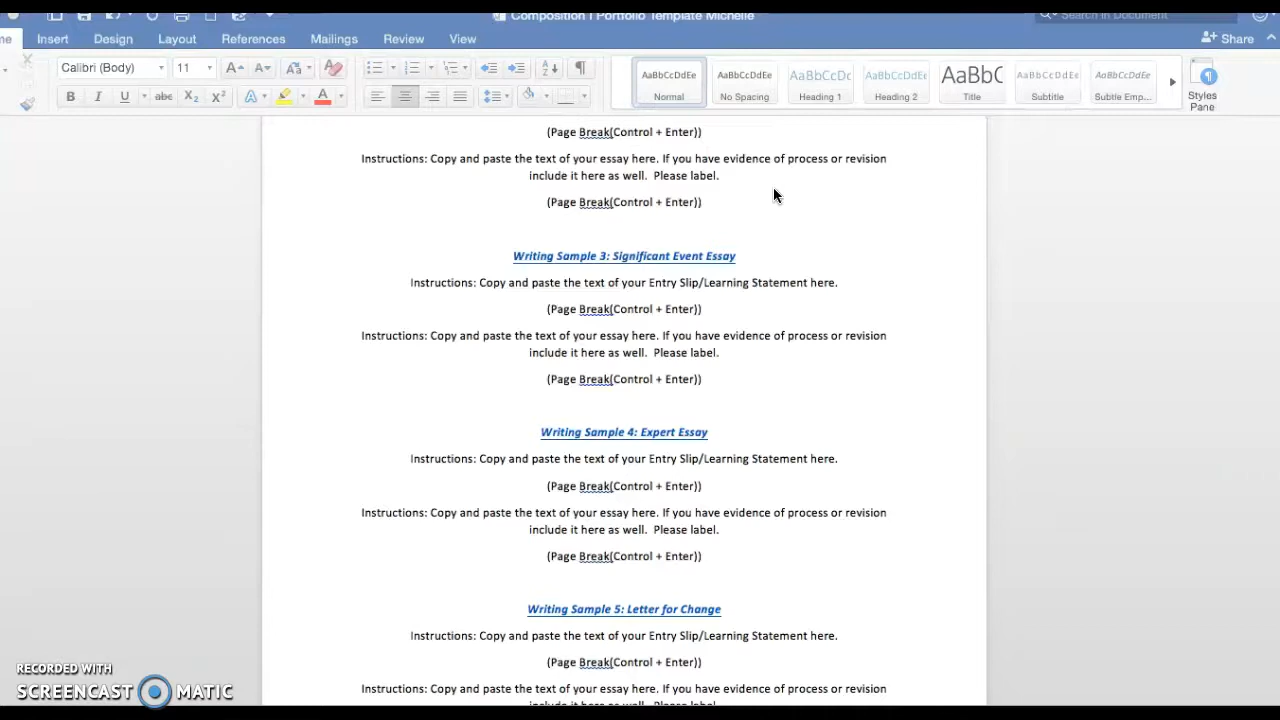 Composition I Portfolio Template Michelle
Search in Document
me Insert Design Layout References Mailings Review View Share
Calibri (Body) 11
AaBbCcDdEe AaBbCcDdEe AaBbCcDc AaBbCcDdEe AaBbC AaBbCcDdEe AaBbCcDdEe
Normal No Spacing Heading 1 Heading 2 Title Subtitle Subtle Emp... Styles Pane
(Page Break(Control + Enter))
Instructions: Copy and paste the text of your essay here. If you have evidence of process or revision
include it here as well.  Please label.
(Page Break(Control + Enter))
Writing Sample 3: Significant Event Essay
Instructions: Copy and paste the text of your Entry Slip/Learning Statement here.
(Page Break(Control + Enter))
Instructions: Copy and paste the text of your essay here. If you have evidence of process or revision
include it here as well.  Please label.
(Page Break(Control + Enter))
Writing Sample 4: Expert Essay
Instructions: Copy and paste the text of your Entry Slip/Learning Statement here.
(Page Break(Control + Enter))
Instructions: Copy and paste the text of your essay here. If you have evidence of process or revision
include it here as well.  Please label.
(Page Break(Control + Enter))
Writing Sample 5: Letter for Change
Instructions: Copy and paste the text of your Entry Slip/Learning Statement here.
(Page Break(Control + Enter))
Instructions: Copy and paste the text of your essay here. If you have evidence of process or revision
include it here as well.  Please label.
RECORDED WITH
SCREENCAST MATIC